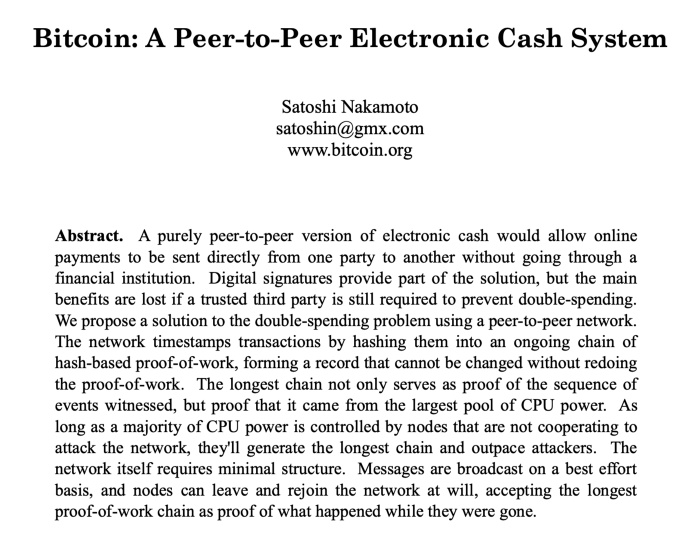 Bitcoin: A Peer-to-Peer Electronic Cash System
Satoshi Nakamoto
satoshin@gmx.com
www.bitcoin.org
Abstract. A purely peer-to-peer version of electronic cash would allow online
payments to be sent directly from one party to another without going through a
financial institution. Digital signatures provide part of the solution, but the main
benefits are lost if a trusted third party is still required to prevent double-spending.
We propose a solution to the double-spending problem using a peer-to-peer network.
The network timestamps transactions by hashing them into an ongoing chain of
hash-based proof-of-work, forming a record that cannot be changed without redoing
the proof-of-work. The longest chain not only serves as proof of the sequence of
events witnessed, but proof that it came from the largest pool of CPU power. As
long as a majority of CPU power is controlled by nodes that are not cooperating to
attack the network, they'll generate the longest chain and outpace attackers. The
network itself requires minimal structure. Messages are broadcast on a best effort
basis, and nodes can leave and rejoin the network at will, accepting the longest
proof-of-work chain as proof of what happened while they were gone.